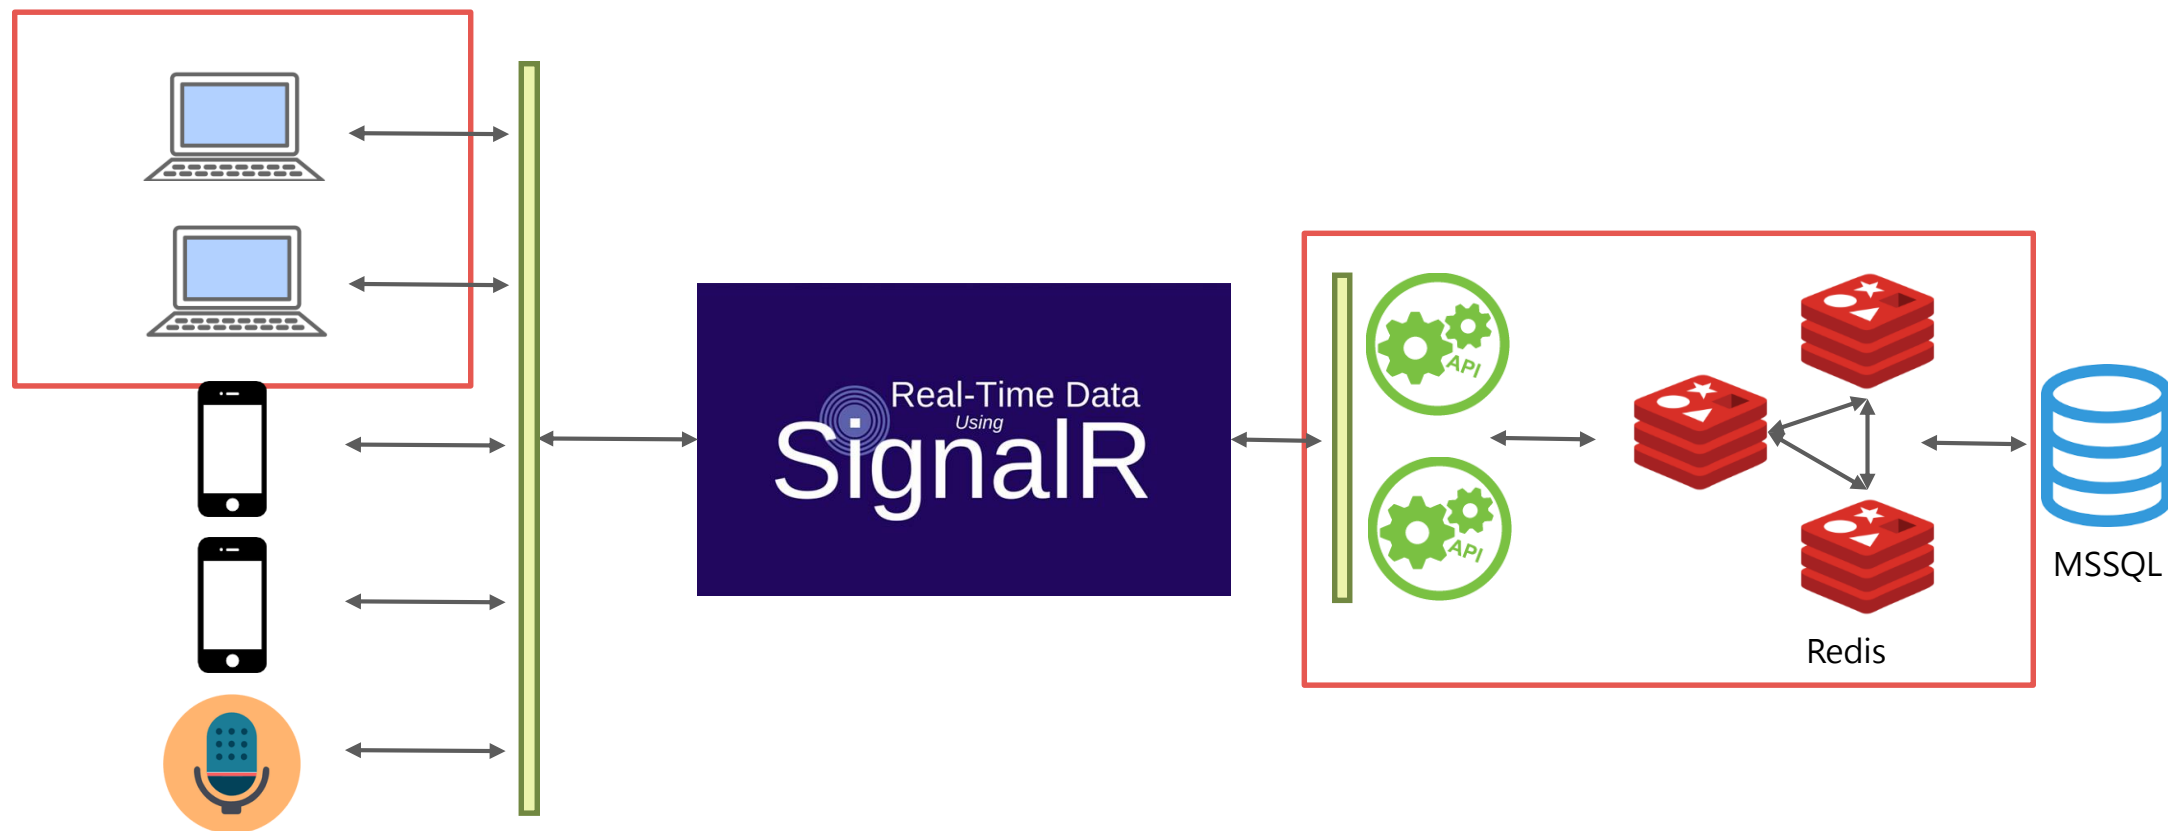 Real-Time Data
Using
SignalR
API
API
Redis
MSSQL